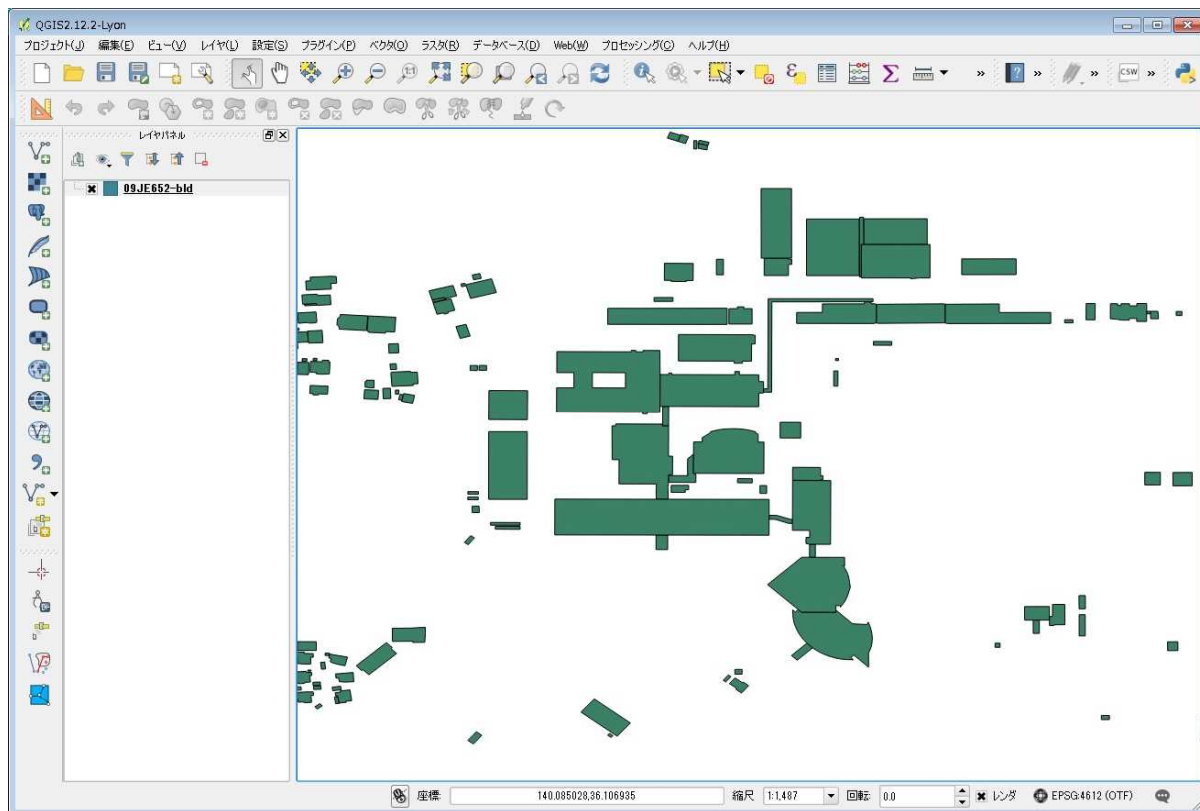 QGIS2.12.2-Lyon
プロジェクト(J) 編集(E) ビュー(V) レイヤ(L) 設定(S) プラグイン(P) ベクタ(O) ラスタ(R) データベース(D) Web(W) プロセッシング(C) ヘルプ(H)
CSW
レイヤパネル
09JE652-bld
座標: 140.085028,36.106935 縮尺 1:1,487 回転: 0.0 レンダ EPSG:4612 (OTF)